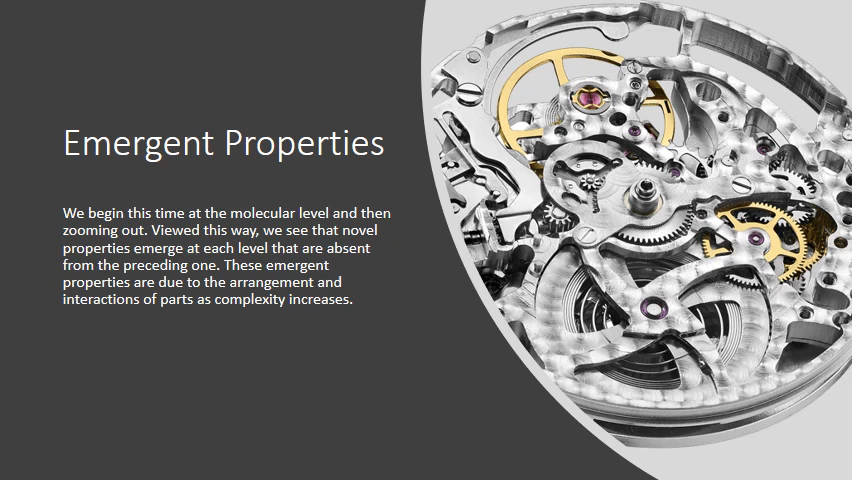 Emergent Properties
We begin this time at the molecular level and then
zooming out. Viewed this way, we see that novel
properties emerge at each level that are absent
from the preceding one. These emergent
properties are due to the arrangement and
interactions of parts as complexity increases.